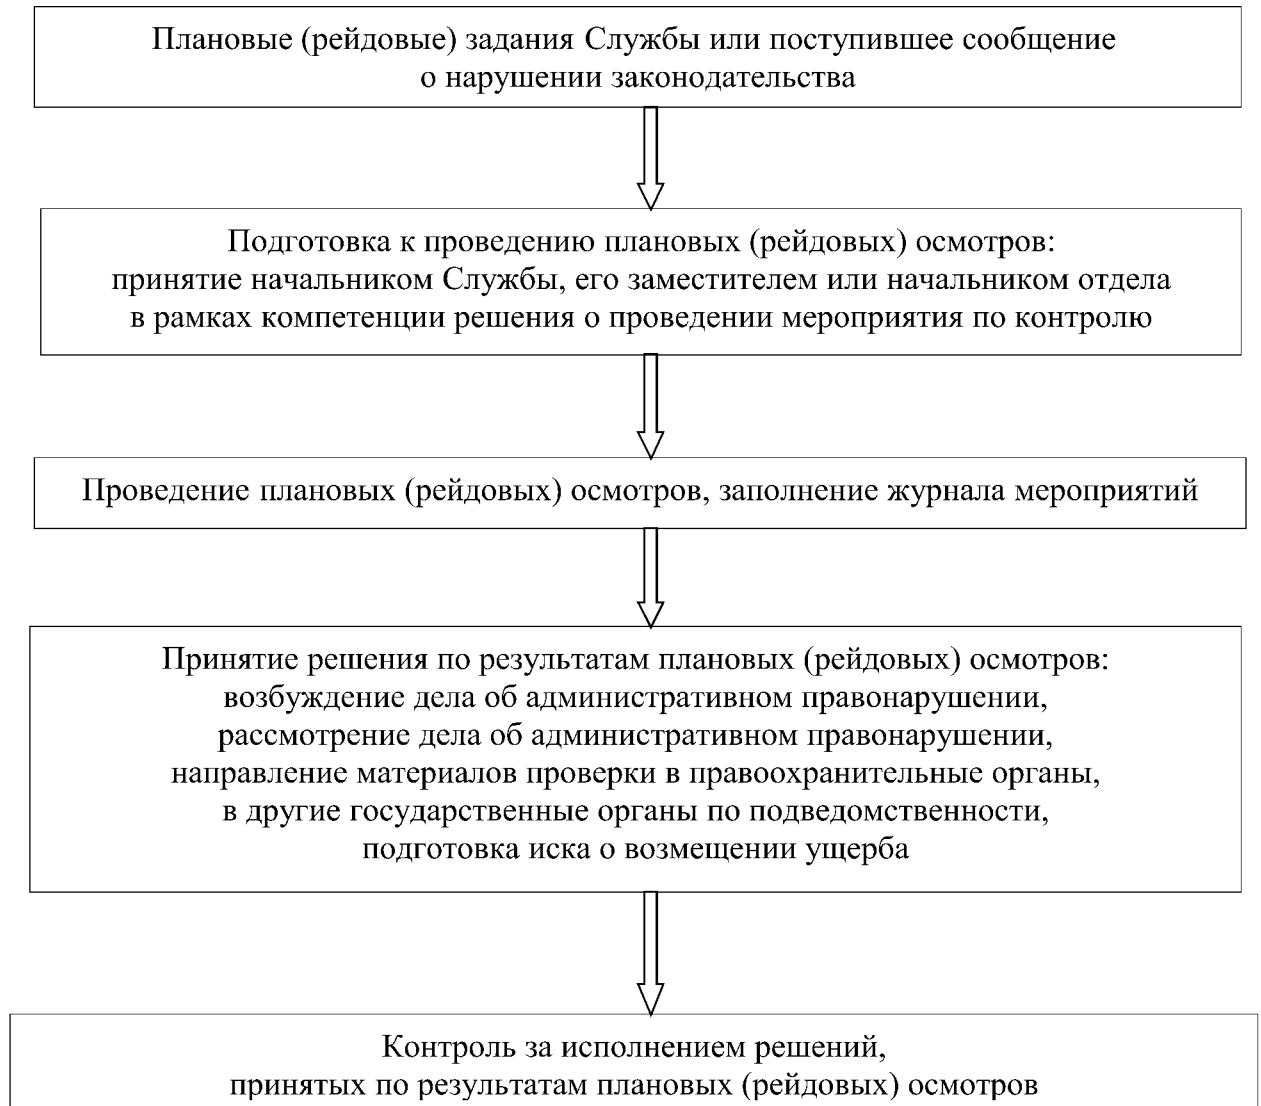 Плановые (рейдовые) задания Службы или поступившее сообщение
о нарушении законодательства
Подготовка к проведению плановых (рейдовых) осмотров:
принятие начальником Службы, его заместителем или начальником отдела
в рамках компетенции решения о проведении мероприятия по контролю
Проведение плановых (рейдовых) осмотров, заполнение журнала мероприятий
Принятие решения по результатам плановых (рейдовых) осмотров:
возбуждение дела об административном правонарушении,
рассмотрение дела об административном правонарушении,
направление материалов проверки в правоохранительные органы,
в другие государственные органы по подведомственности,
подготовка иска о возмещении ущерба
Контроль за исполнением решений,
принятых по результатам плановых (рейдовых) осмотров